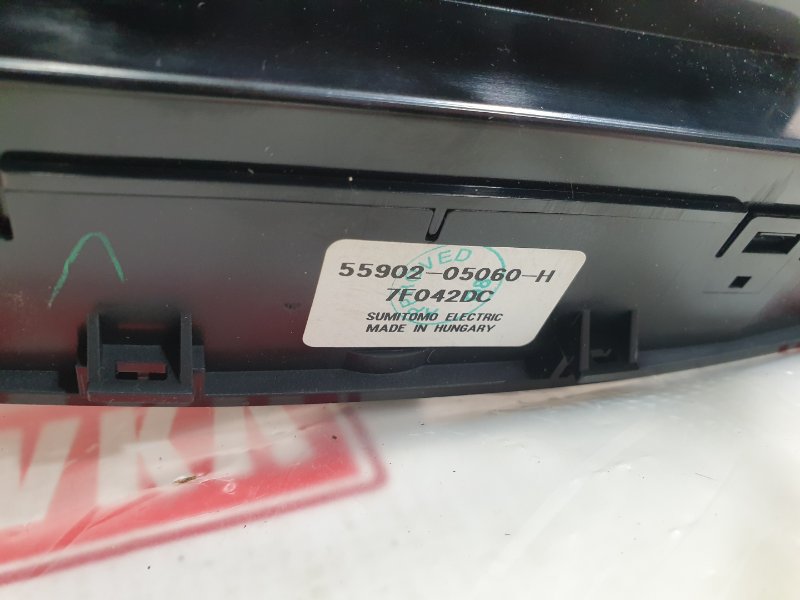 55902-05060-H
7F042DC
SUMITOMO ELECTRIC
MADE IN HUNGARY